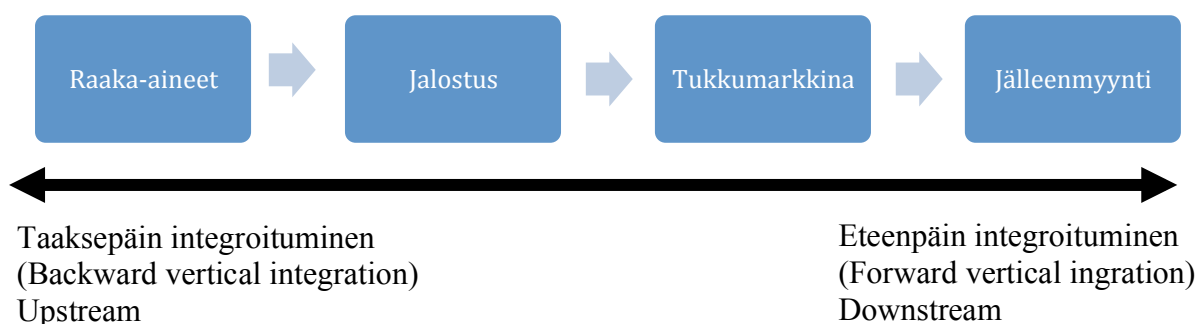 Raaka-aineet
Jalostus
Tukkumarkkina
Jälleenmyynti
Taaksepäin integroituminen
(Backward vertical integration)
Upstream
Eteenpäin integroituminen
(Forward vertical ingration)
Downstream